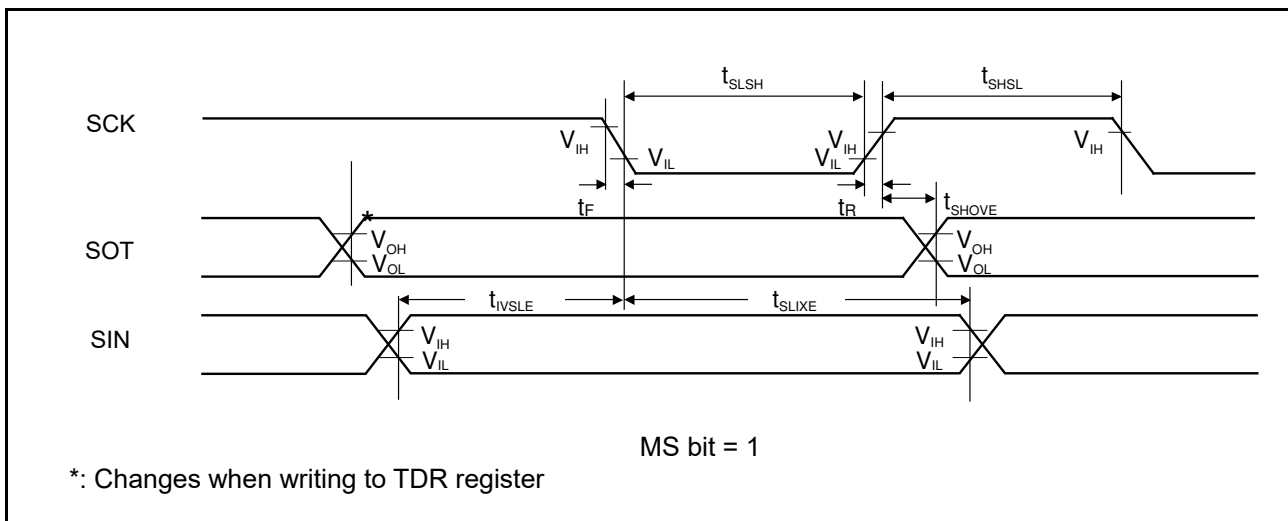 tSLSH
tSHSL
SCK
VIH
VIL
VIH
VIL
VIH
tF
tR
tSHOVE
*
SOT
VOH
VOL
VOH
VOL
tIVSLE
tSLIXE
SIN
VIH
VIL
VIH
VIL
MS bit = 1
*: Changes when writing to TDR register